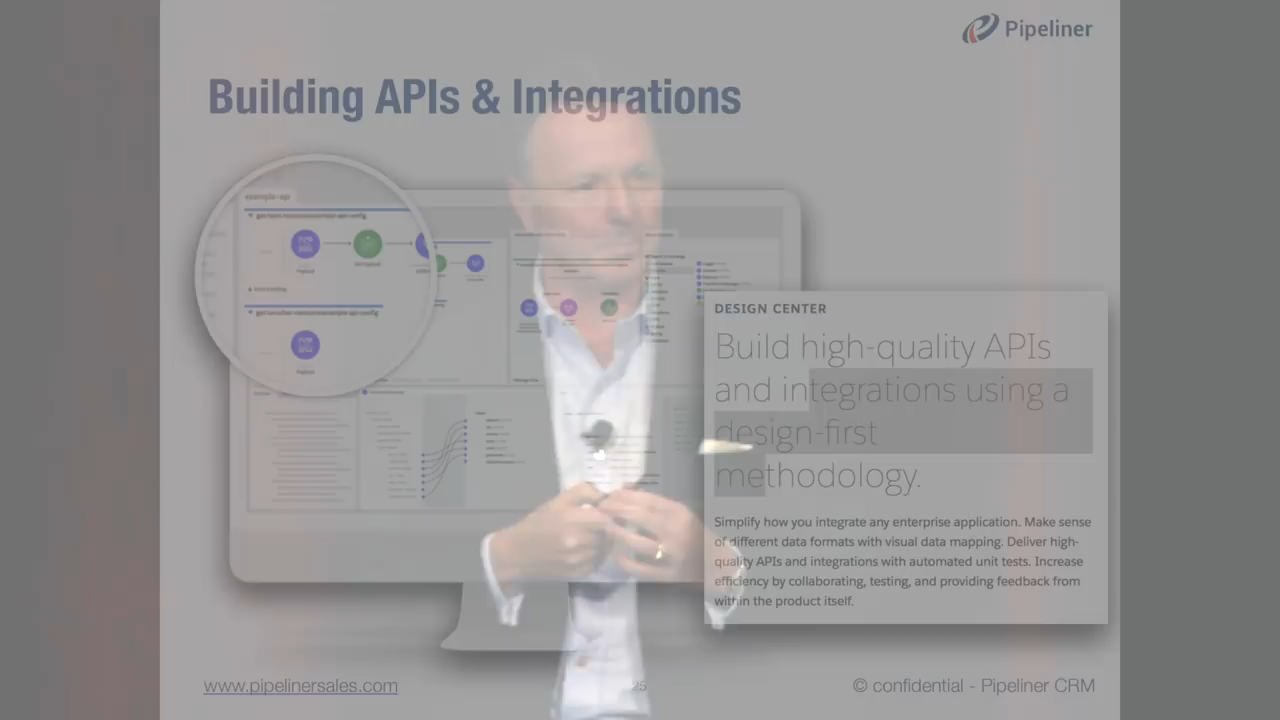 Pipeliner
Building APIs & Integrations
example-api
DESIGN CENTER
Build high-quality APIs
and integrations using a
design-first
methodology.
Simplify how you integrate any enterprise application. Make sense
of different data formats with visual data mapping. Deliver high-
quality APIs and integrations with automated unit tests. Increase
efficiency by collaborating, testing, and providing feedback from
within the product itself.
www.pipelinersales.com
25
© confidential - Pipeliner CRM